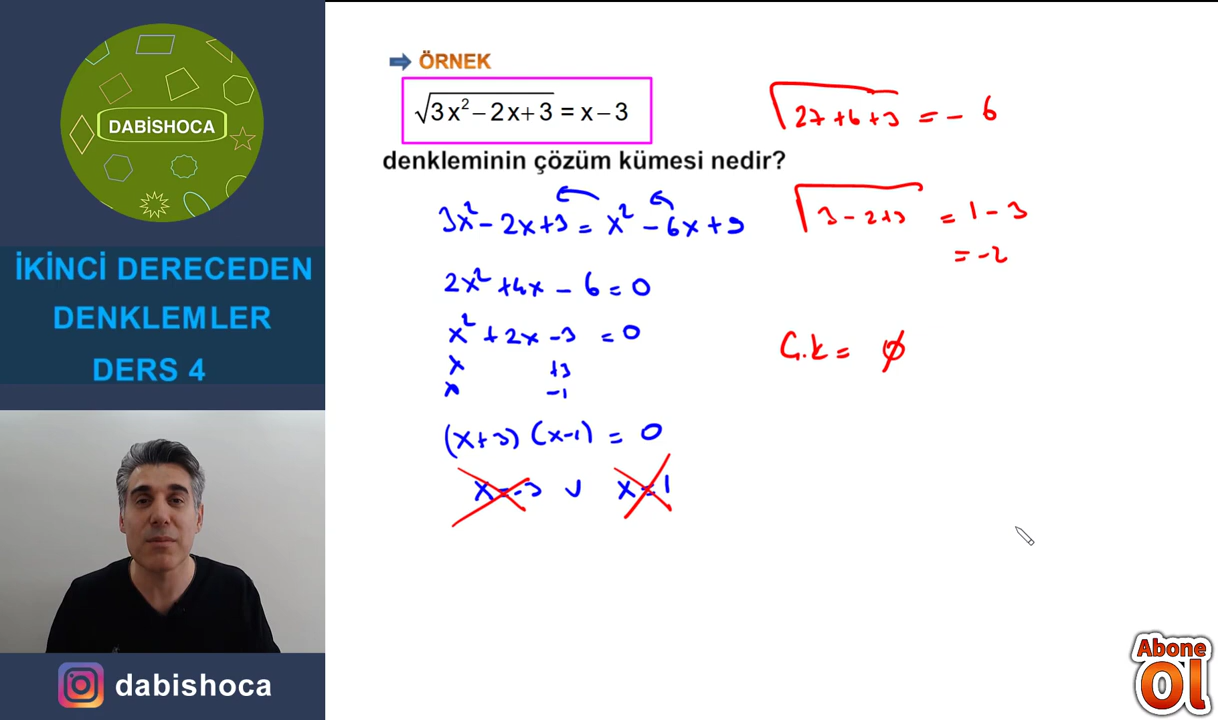 DABİSHOCA
İKİNCİ DERECEDEN
DENKLEMLER
DERS 4
dabishoca
ÖRNEK
√3x²−2x+3 = x−3
denkleminin çözüm kümesi nedir?
3x² − 2x + 3 = x² − 6x + 9
2x² + 4x − 6 = 0
x² + 2x − 3 = 0
x +3
x −1
(x+3) (x−1) = 0
x = −3 ∨ x = 1
√27+6+3 = − 6
√3−2+3 = 1 − 3
= −2
Ç.K = ∅
Abone
Ol